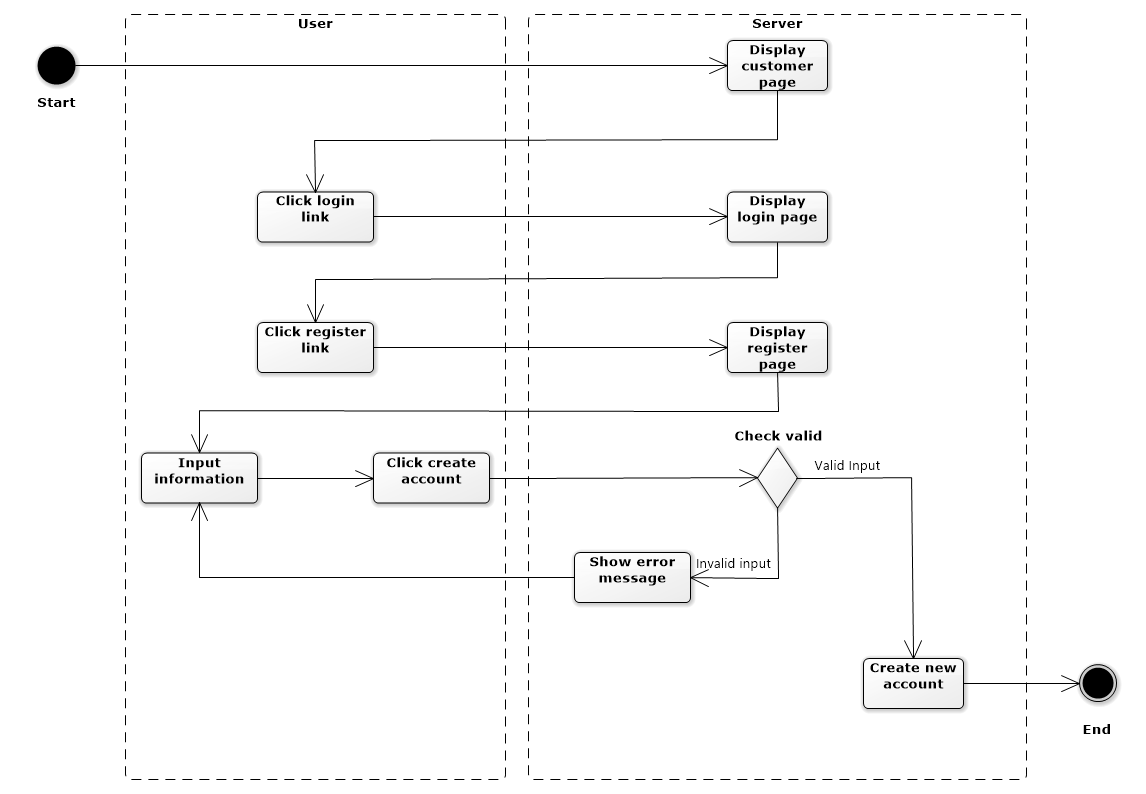 User
Server
Start
Display
customer
page
Click login
link
Display
login page
Click register
link
Display
register
page
Input
information
Click create
account
Check valid
Valid Input
Show error
message
Invalid input
Create new
account
End